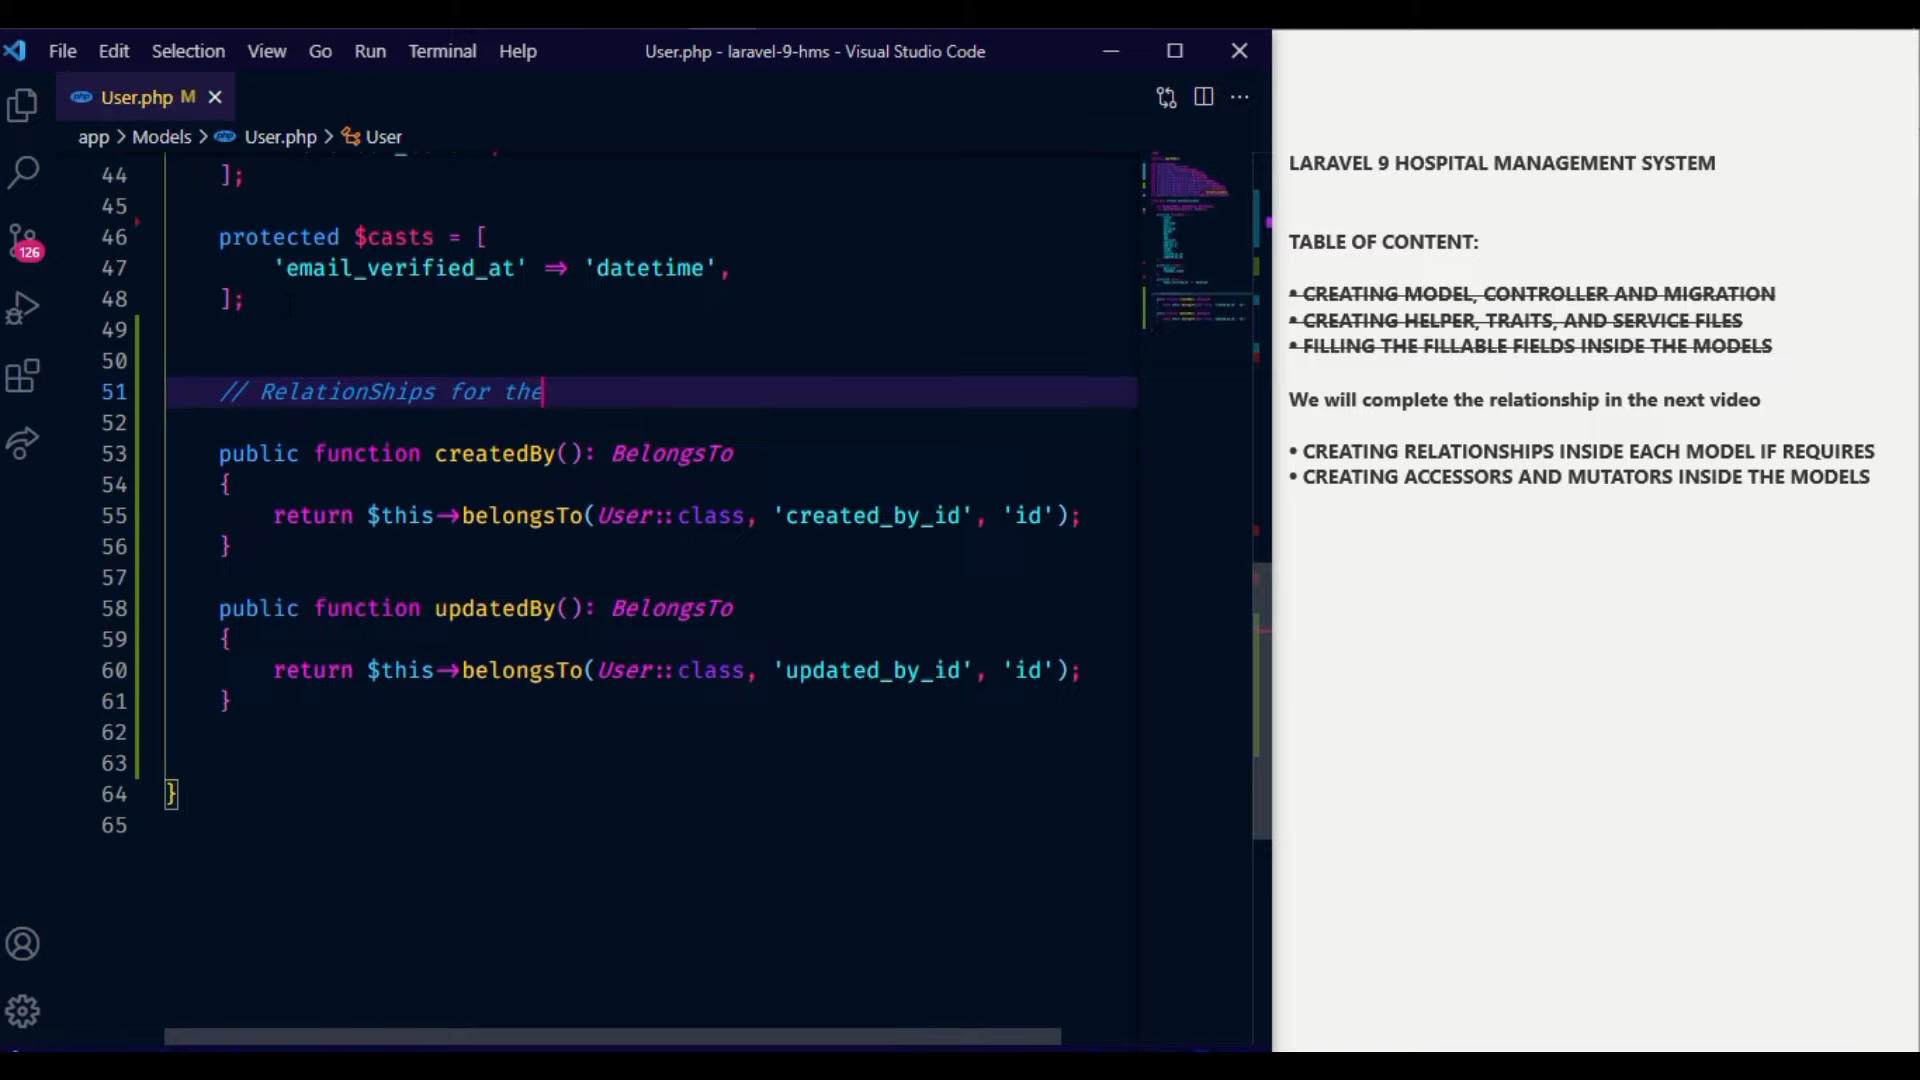 File Edit Selection View Go Run Terminal Help User.php - laravel-9-hms - Visual Studio Code
User.php M
app > Models > User.php > User
44 ];
45
46 protected $casts = [
47 'email_verified_at' => 'datetime',
48 ];
49
50
51 // RelationShips for the
52
53 public function createdBy(): BelongsTo
54 {
55 return $this->belongsTo(User::class, 'created_by_id', 'id');
56 }
57
58 public function updatedBy(): BelongsTo
59 {
60 return $this->belongsTo(User::class, 'updated_by_id', 'id');
61 }
62
63
64 }
65
126
LARAVEL 9 HOSPITAL MANAGEMENT SYSTEM
TABLE OF CONTENT:
• CREATING MODEL, CONTROLLER AND MIGRATION
• CREATING HELPER, TRAITS, AND SERVICE FILES
• FILLING THE FILLABLE FIELDS INSIDE THE MODELS
We will complete the relationship in the next video
• CREATING RELATIONSHIPS INSIDE EACH MODEL IF REQUIRES
• CREATING ACCESSORS AND MUTATORS INSIDE THE MODELS